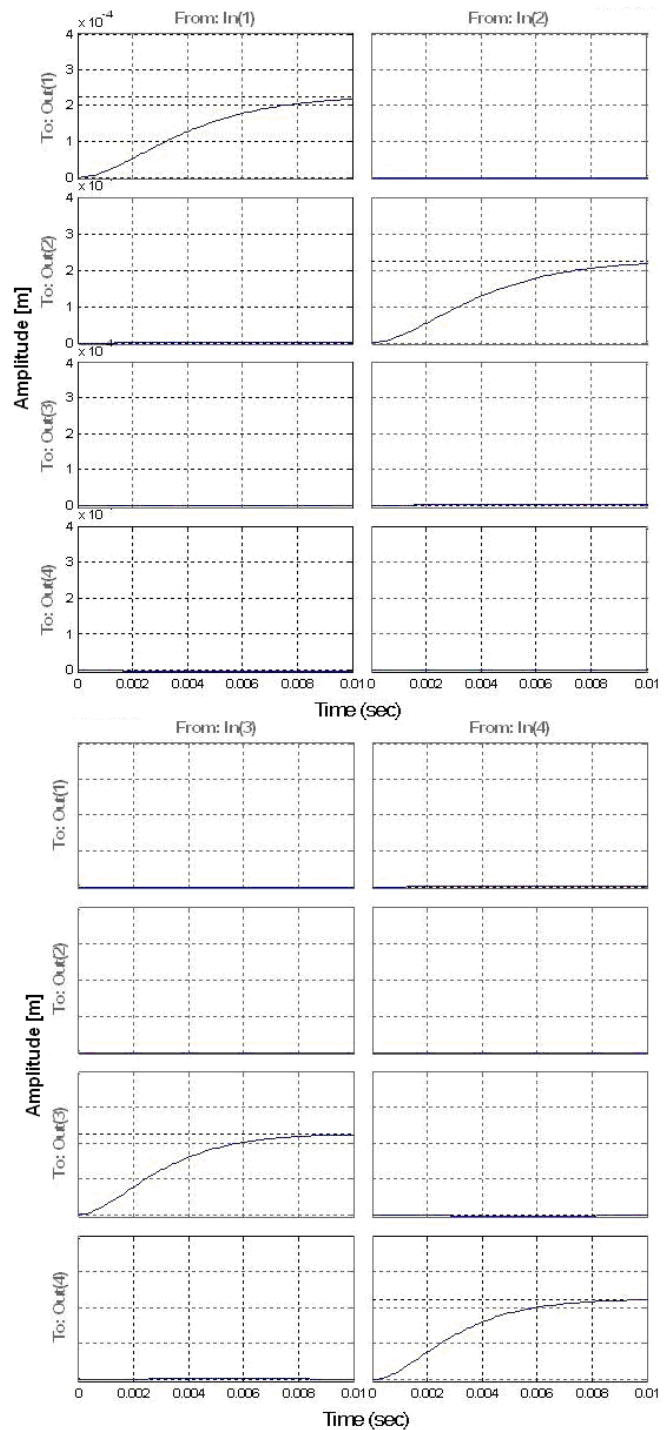 From: In(1) From: In(2)
x 10⁻⁴
4
3
2
1
0
To: Out(1)
x 10
4
3
2
1
0
To: Out(2)
x 10
4
3
2
1
0
To: Out(3)
x 10
4
3
2
1
0
To: Out(4)
Amplitude [m]
0 0.002 0.004 0.006 0.008 0.01 0 0.002 0.004 0.006 0.008 0.01
Time (sec)
From: In(3) From: In(4)
To: Out(1)
To: Out(2)
To: Out(3)
To: Out(4)
Amplitude [m]
0 0.002 0.004 0.006 0.008 0.01 0 0.002 0.004 0.006 0.008 0.01
Time (sec)